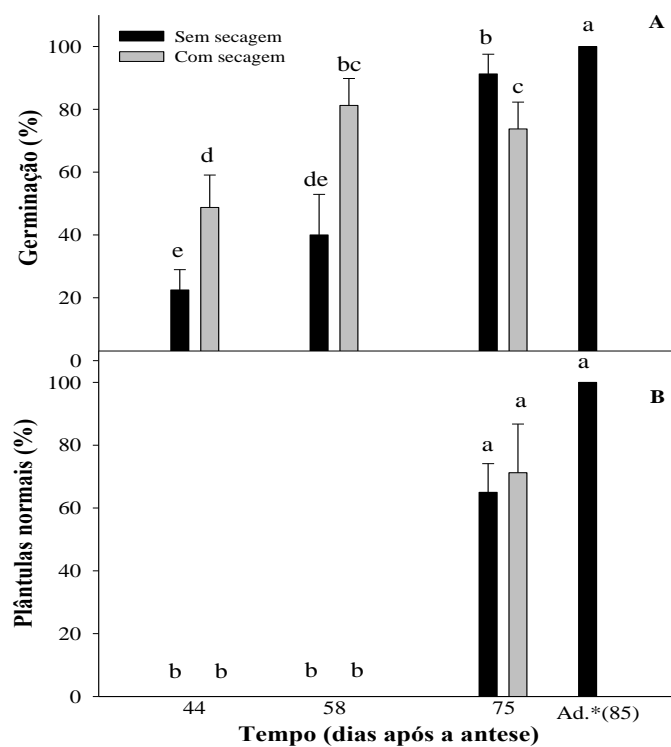 A
a
Sem secagem
Com secagem
b
bc
c
d
de
e
100
80
60
40
20
0
Germinação (%)
B
a
a
a
100
80
60
40
20
0
Plântulas normais (%)
b b b b
44 58 75 Ad.*(85)
Tempo (dias após a antese)